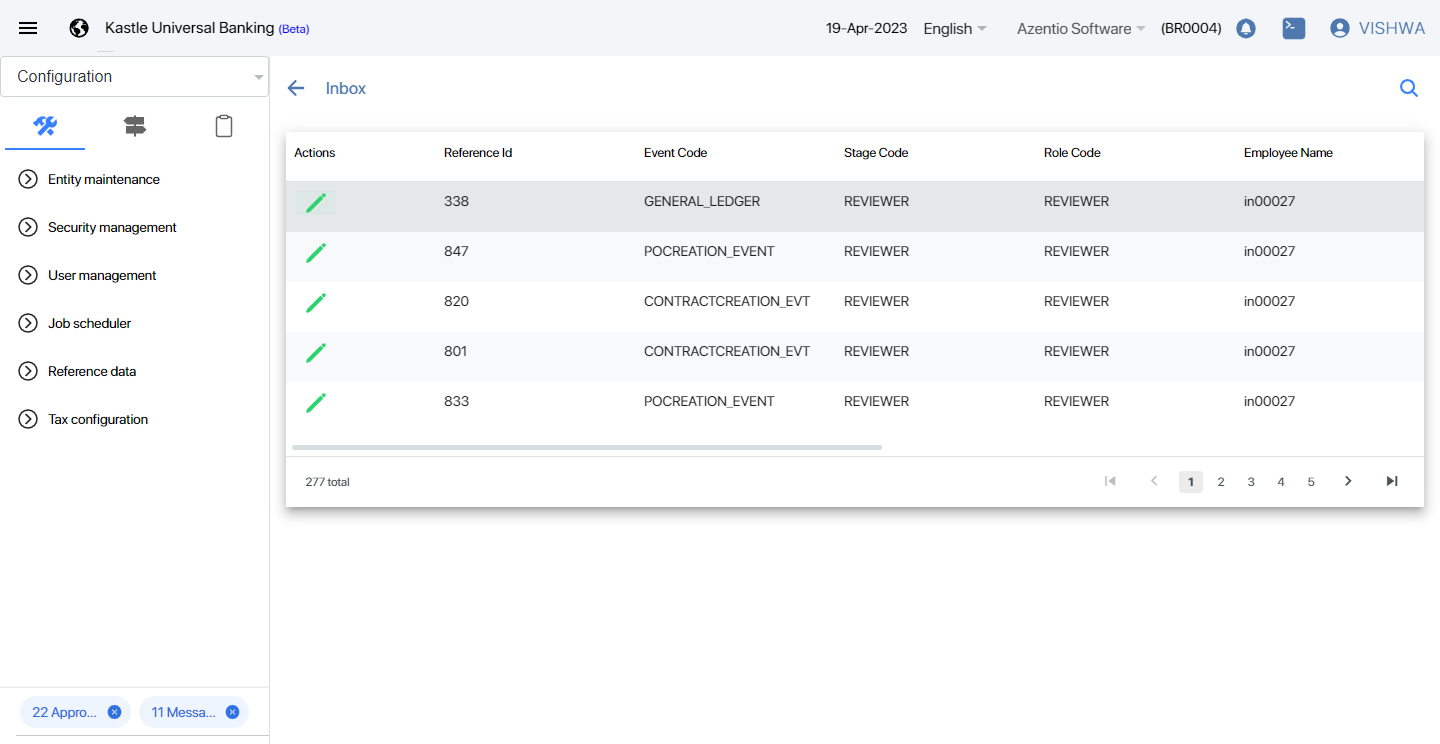 Kastle Universal Banking (Beta) 19-Apr-2023 English Azentio Software (BR0004) VISHWA
Configuration
Entity maintenance
Security management
User management
Job scheduler
Reference data
Tax configuration
22 Appro... 11 Messa...
Inbox
Actions Reference Id Event Code Stage Code Role Code Employee Name
338 GENERAL_LEDGER REVIEWER REVIEWER in00027
847 POCREATION_EVENT REVIEWER REVIEWER in00027
820 CONTRACTCREATION_EVT REVIEWER REVIEWER in00027
801 CONTRACTCREATION_EVT REVIEWER REVIEWER in00027
833 POCREATION_EVENT REVIEWER REVIEWER in00027
277 total 1 2 3 4 5